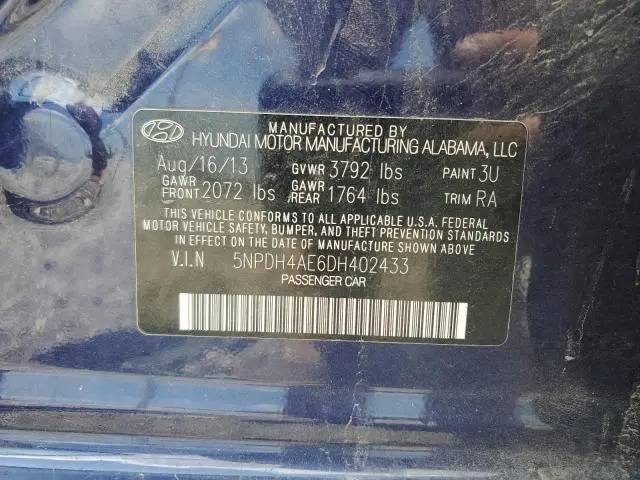 MANUFACTURED BY
HYUNDAI MOTOR MANUFACTURING ALABAMA, LLC
Aug/16/13 GVWR 3792 lbs PAINT 3U
GAWR FRONT 2072 lbs GAWR REAR 1764 lbs TRIM RA
THIS VEHICLE CONFORMS TO ALL APPLICABLE U.S.A. FEDERAL
MOTOR VEHICLE SAFETY, BUMPER, AND THEFT PREVENTION STANDARDS
IN EFFECT ON THE DATE OF MANUFACTURE SHOWN ABOVE
V.I.N 5NPDH4AE6DH402433
PASSENGER CAR